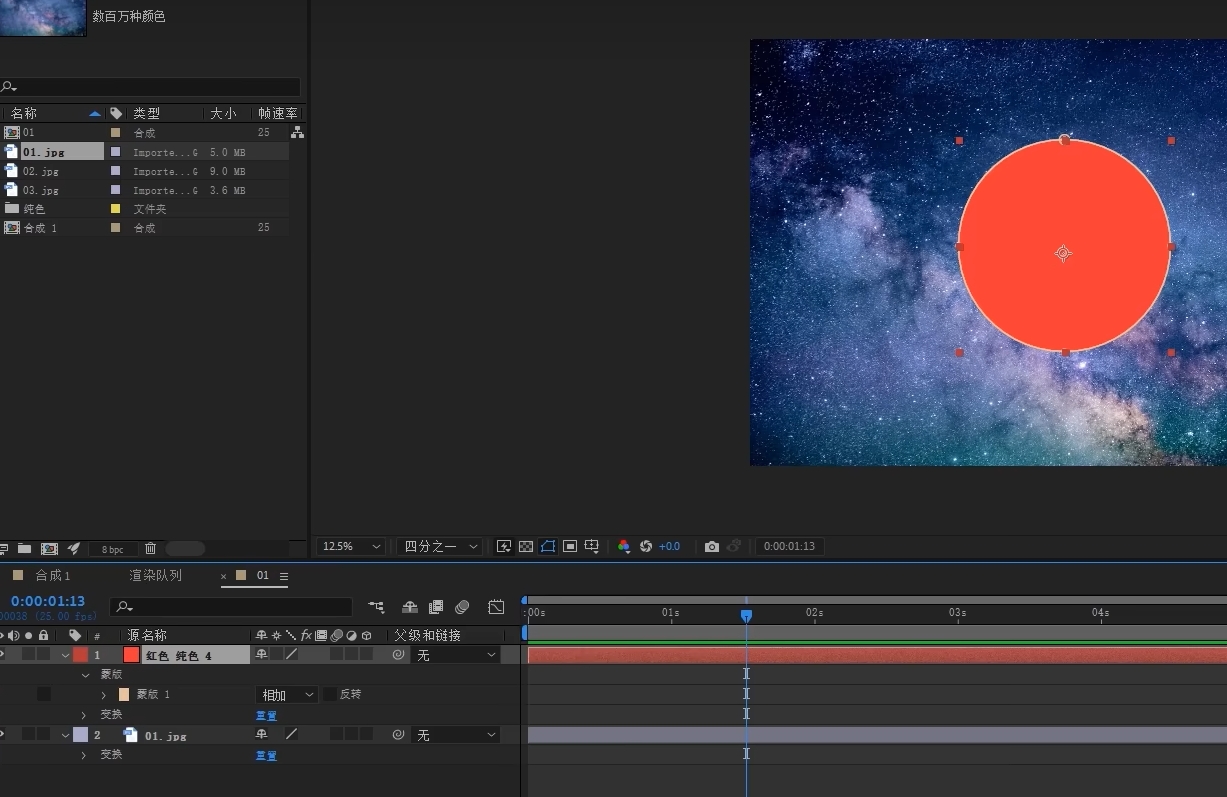 数百万种颜色
名称 类型 大小 帧速率
01 合成 25
01.jpg Importe...G 5.0 MB
02.jpg Importe...G 9.0 MB
03.jpg Importe...G 3.6 MB
纯色 文件夹
合成 1 合成 25
8 bpc
12.5% 四分之一 +0.0 0:00:01:13
合成 1 渲染队列 × 01
0:00:01:13
00038 (25.00 fps)
:00s 01s 02s 03s 04s
# 源名称 fx 父级和链接
1 红色 纯色 4 无
蒙版
蒙版 1 相加 反转
变换 重置
2 01.jpg 无
变换 重置